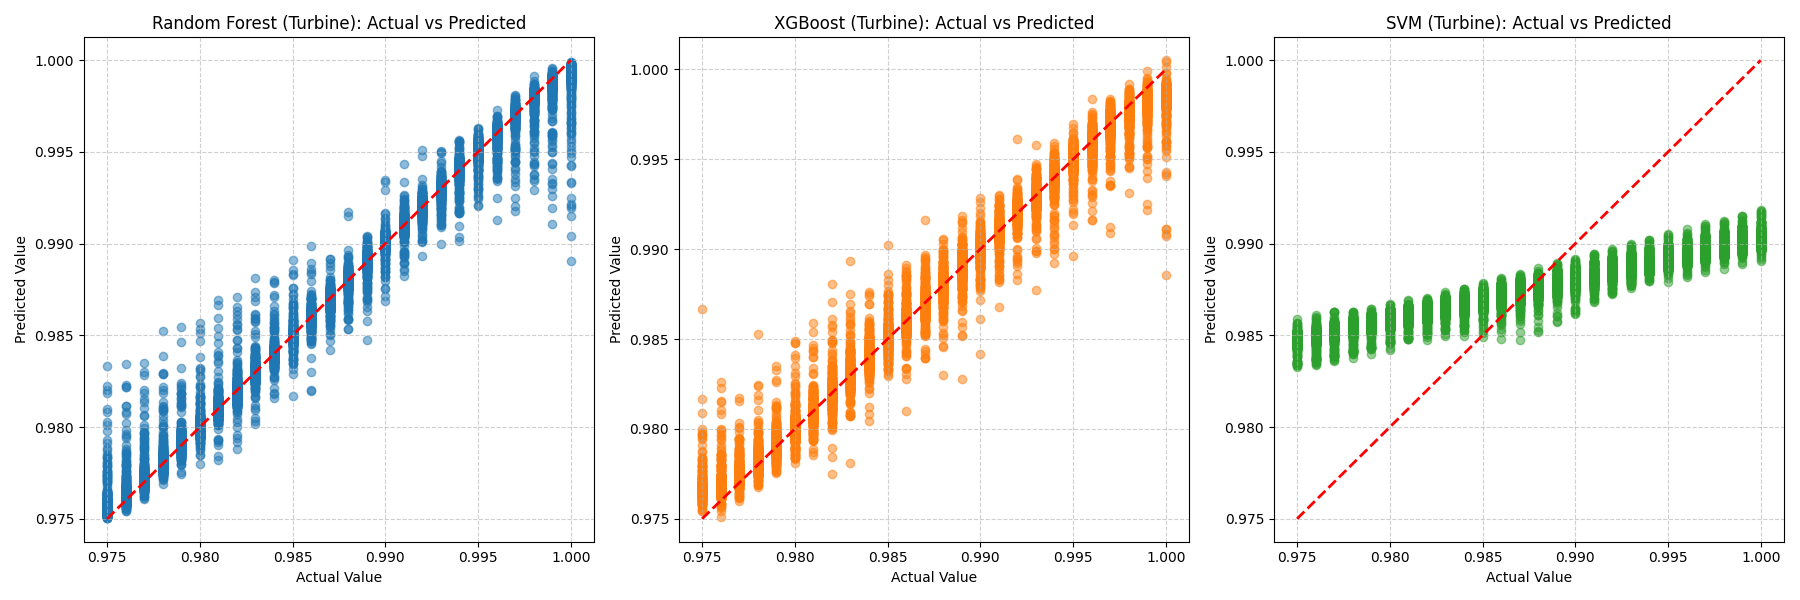 Random Forest (Turbine): Actual vs Predicted
1.000
0.995
0.990
0.985
0.980
0.975
Predicted Value
0.975 0.980 0.985 0.990 0.995 1.000
Actual Value
XGBoost (Turbine): Actual vs Predicted
1.000
0.995
0.990
0.985
0.980
0.975
Predicted Value
0.975 0.980 0.985 0.990 0.995 1.000
Actual Value
SVM (Turbine): Actual vs Predicted
1.000
0.995
0.990
0.985
0.980
0.975
Predicted Value
0.975 0.980 0.985 0.990 0.995 1.000
Actual Value